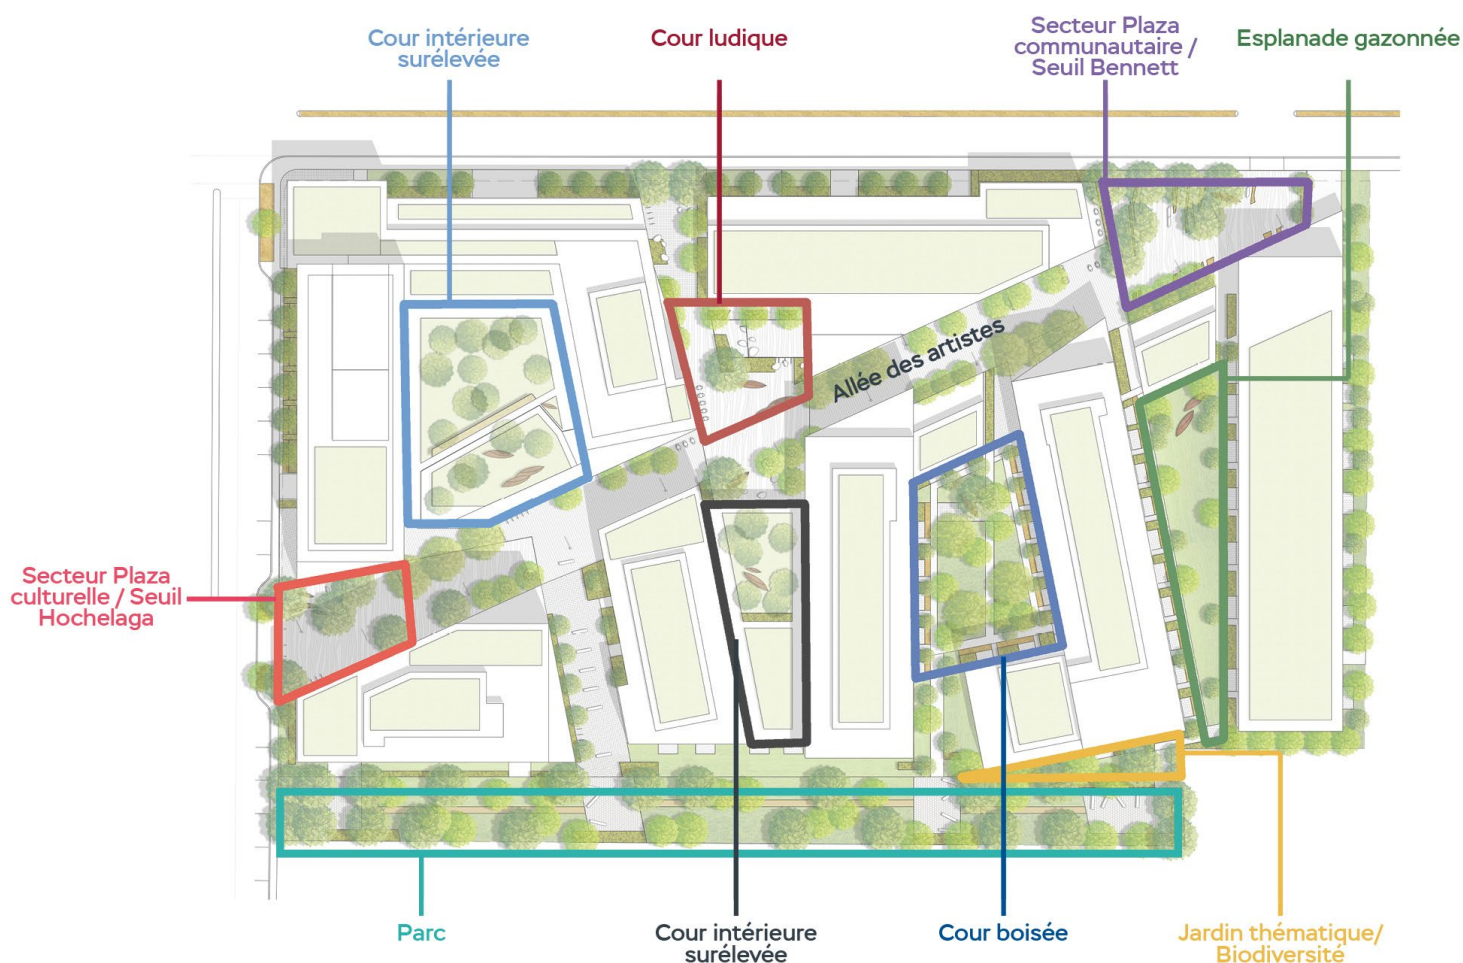 Cour intérieure
surélevée
Cour ludique
Secteur Plaza
communautaire /
Seuil Bennett
Esplanade gazonnée
Allée des artistes
Secteur Plaza
culturelle / Seuil
Hochelaga
Parc
Cour intérieure
surélevée
Cour boisée
Jardin thématique/
Biodiversité